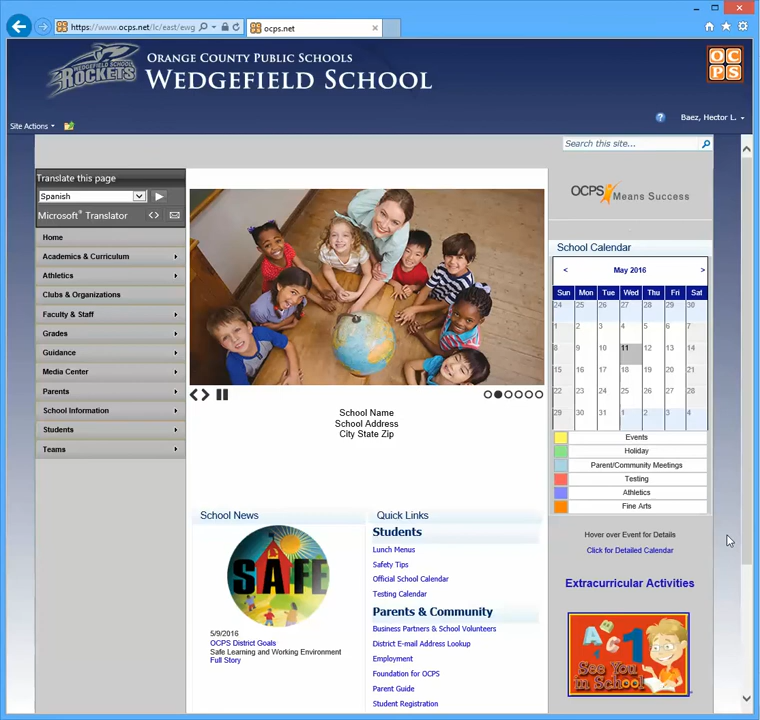 https://www.ocps.net/lc/east/ewg
ocps.net
WEDGEFIELD SCHOOL
ROCKETS
ORANGE COUNTY PUBLIC SCHOOLS
WEDGEFIELD SCHOOL
OC
PS
Site Actions
Baez, Hector L.
Search this site...
Translate this page
Spanish
Microsoft® Translator
Home
Academics & Curriculum
Athletics
Clubs & Organizations
Faculty & Staff
Grades
Guidance
Media Center
Parents
School Information
Students
Teams
School Name
School Address
City State Zip
School News
SAFE
5/9/2016
OCPS District Goals
Safe Learning and Working Environment
Full Story
Quick Links
Students
Lunch Menus
Safety Tips
Official School Calendar
Testing Calendar
Parents & Community
Business Partners & School Volunteers
District E-mail Address Lookup
Employment
Foundation for OCPS
Parent Guide
Student Registration
OCPS Means Success
School Calendar
< May 2016 >
Sun Mon Tue Wed Thu Fri Sat
24 25 26 27 28 29 30
1 2 3 4 5 6 7
8 9 10 11 12 13 14
15 16 17 18 19 20 21
22 23 24 25 26 27 28
29 30 31 1 2 3 4
Events
Holiday
Parent/Community Meetings
Testing
Athletics
Fine Arts
Hover over Event for Details
Click for Detailed Calendar
Extracurricular Activities
A B C 1
See You in School